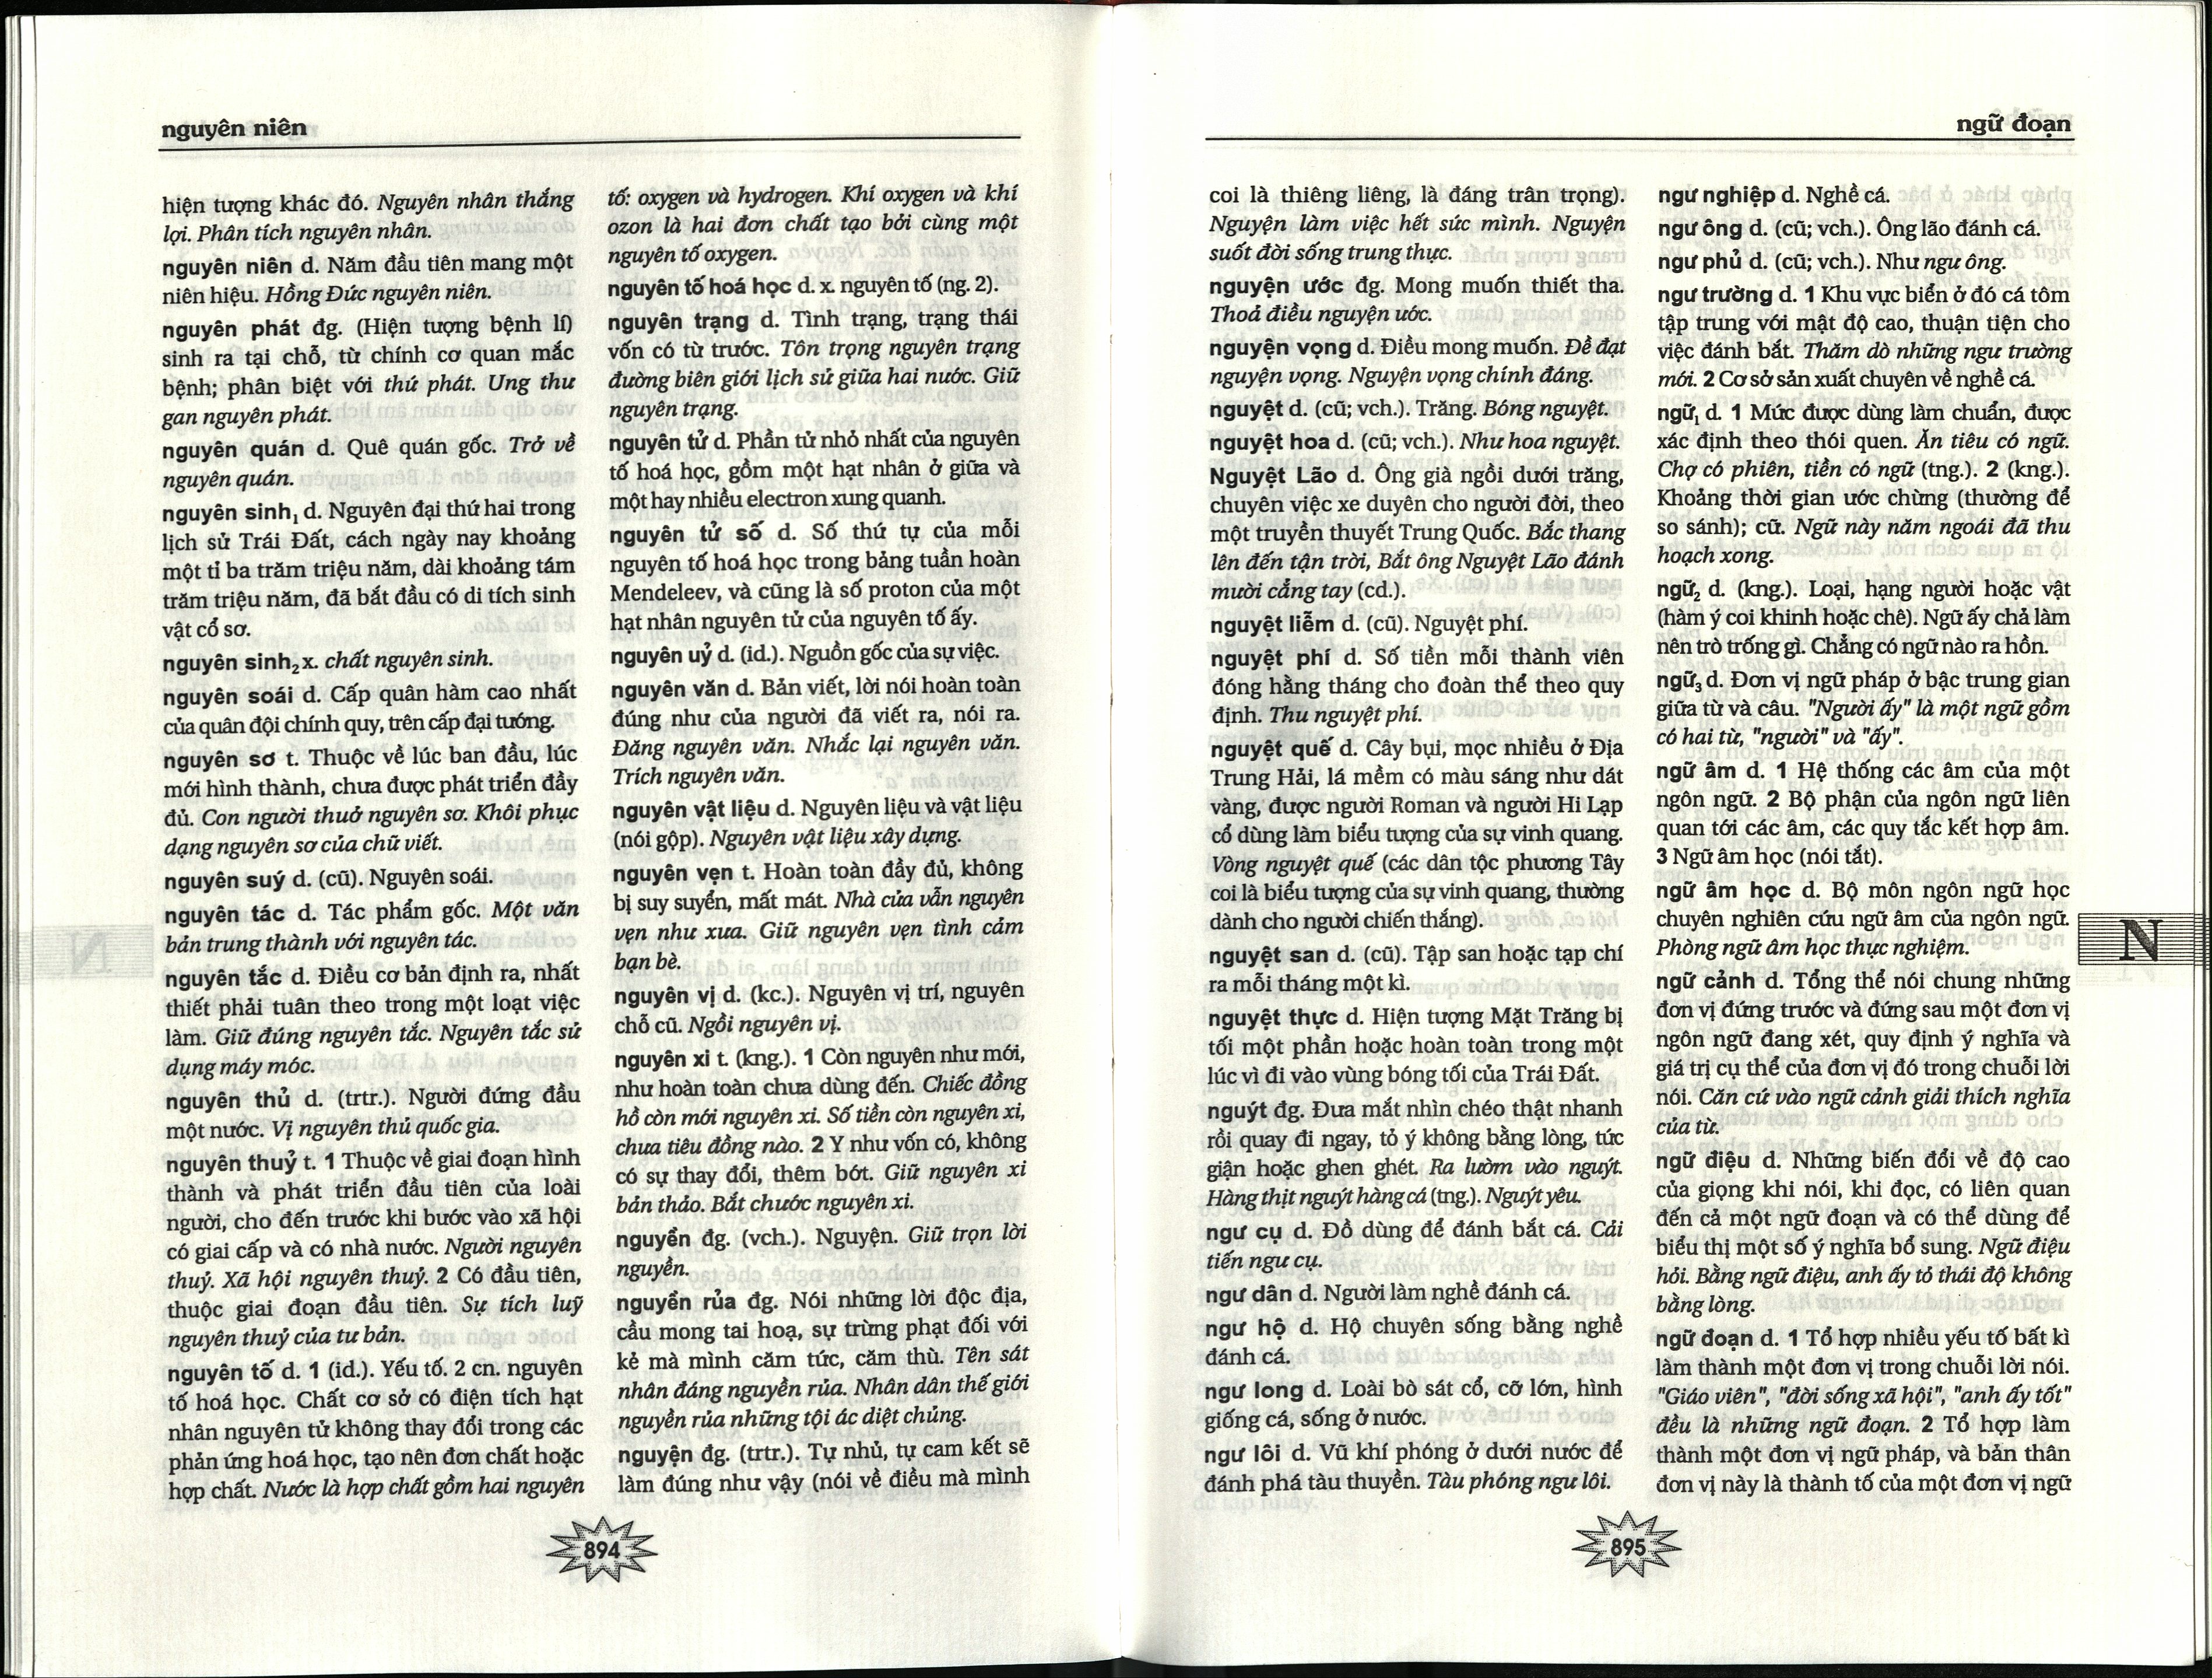 nguyên niên
hiện tượng khác đó. Nguyên nhân thắng
lợi. Phân tích nguyên nhân.
nguyên niên d. Năm đầu tiên mang một
niên hiệu. Hồng Đức nguyên niên.
nguyên phát đg. (Hiện tượng bệnh lí)
sinh ra tại chỗ, từ chính cơ quan mắc
bệnh; phân biệt với thứ phát. Ung thư
gan nguyên phát.
nguyên quán d. Quê quán gốc. Trở về
nguyên quán.
nguyên sinh₁ d. Nguyên đại thứ hai trong
lịch sử Trái Đất, cách ngày nay khoảng
một tỉ ba trăm triệu năm, dài khoảng tám
trăm triệu năm, đã bắt đầu có di tích sinh
vật cổ sơ.
nguyên sinh₂ x. chất nguyên sinh.
nguyên soái d. Cấp quân hàm cao nhất
của quân đội chính quy, trên cấp đại tướng.
nguyên sơ t. Thuộc về lúc ban đầu, lúc
mới hình thành, chưa được phát triển đầy
đủ. Con người thuở nguyên sơ. Khôi phục
dạng nguyên sơ của chữ viết.
nguyên suý d. (cũ). Nguyên soái.
nguyên tác d. Tác phẩm gốc. Một văn
bản trung thành với nguyên tác.
nguyên tắc d. Điều cơ bản định ra, nhất
thiết phải tuân theo trong một loạt việc
làm. Giữ đúng nguyên tắc. Nguyên tắc sử
dụng máy móc.
nguyên thủ d. (trtr.). Người đứng đầu
một nước. Vị nguyên thủ quốc gia.
nguyên thuỷ t. 1 Thuộc về giai đoạn hình
thành và phát triển đầu tiên của loài
người, cho đến trước khi bước vào xã hội
có giai cấp và có nhà nước. Người nguyên
thuỷ. Xã hội nguyên thuỷ. 2 Có đầu tiên,
thuộc giai đoạn đầu tiên. Sự tích luỹ
nguyên thuỷ của tư bản.
nguyên tố d. 1 (id.). Yếu tố. 2 cn. nguyên
tố hoá học. Chất cơ sở có điện tích hạt
nhân nguyên tử không thay đổi trong các
phản ứng hoá học, tạo nên đơn chất hoặc
hợp chất. Nước là hợp chất gồm hai nguyên
tố: oxygen và hydrogen. Khí oxygen và khí
ozon là hai đơn chất tạo bởi cùng một
nguyên tố oxygen.
nguyên tố hoá học d. x. nguyên tố (ng. 2).
nguyên trạng d. Tình trạng, trạng thái
vốn có từ trước. Tôn trọng nguyên trạng
đường biên giới lịch sử giữa hai nước. Giữ
nguyên trạng.
nguyên tử d. Phần tử nhỏ nhất của nguyên
tố hoá học, gồm một hạt nhân ở giữa và
một hay nhiều electron xung quanh.
nguyên tử số d. Số thứ tự của mỗi
nguyên tố hoá học trong bảng tuần hoàn
Mendeleev, và cũng là số proton của một
hạt nhân nguyên tử của nguyên tố ấy.
nguyên uỷ d. (id.). Nguồn gốc của sự việc.
nguyên văn d. Bản viết, lời nói hoàn toàn
đúng như của người đã viết ra, nói ra.
Đăng nguyên văn. Nhắc lại nguyên văn.
Trích nguyên văn.
nguyên vật liệu d. Nguyên liệu và vật liệu
(nói gộp). Nguyên vật liệu xây dựng.
nguyên vẹn t. Hoàn toàn đầy đủ, không
bị suy suyển, mất mát. Nhà cửa vẫn nguyên
vẹn như xưa. Giữ nguyên vẹn tình cảm
bạn bè.
nguyên vị d. (kc.). Nguyên vị trí, nguyên
chỗ cũ. Ngồi nguyên vị.
nguyên xi t. (kng.). 1 Còn nguyên như mới,
như hoàn toàn chưa dùng đến. Chiếc đồng
hồ còn mới nguyên xi. Số tiền còn nguyên xi,
chưa tiêu đồng nào. 2 Y như vốn có, không
có sự thay đổi, thêm bớt. Giữ nguyên xi
bản thảo. Bắt chước nguyên xi.
nguyền đg. (vch.). Nguyện. Giữ trọn lời
nguyền.
nguyền rủa đg. Nói những lời độc địa,
cầu mong tai hoạ, sự trừng phạt đối với
kẻ mà mình căm tức, căm thù. Tên sát
nhân đáng nguyền rủa. Nhân dân thế giới
nguyền rủa những tội ác diệt chủng.
nguyện đg. (trtr.). Tự nhủ, tự cam kết sẽ
làm đúng như vậy (nói về điều mà mình
894
ngữ đoạn
coi là thiêng liêng, là đáng trân trọng).
Nguyện làm việc hết sức mình. Nguyện
suốt đời sống trung thực.
nguyện ước đg. Mong muốn thiết tha.
Thoả điều nguyện ước.
nguyện vọng d. Điều mong muốn. Đề đạt
nguyện vọng. Nguyện vọng chính đáng.
nguyệt d. (cũ; vch.). Trăng. Bóng nguyệt.
nguyệt hoa d. (cũ; vch.). Như hoa nguyệt.
Nguyệt Lão d. Ông già ngồi dưới trăng,
chuyên việc xe duyên cho người đời, theo
một truyền thuyết Trung Quốc. Bắc thang
lên đến tận trời, Bắt ông Nguyệt Lão đánh
mười cẳng tay (cd.).
nguyệt liễm d. (cũ). Nguyệt phí.
nguyệt phí d. Số tiền mỗi thành viên
đóng hằng tháng cho đoàn thể theo quy
định. Thu nguyệt phí.
nguyệt quế d. Cây bụi, mọc nhiều ở Địa
Trung Hải, lá mềm có màu sáng như dát
vàng, được người Roman và người Hi Lạp
cổ dùng làm biểu tượng của sự vinh quang.
Vòng nguyệt quế (các dân tộc phương Tây
coi là biểu tượng của sự vinh quang, thường
dành cho người chiến thắng).
nguyệt san d. (cũ). Tập san hoặc tạp chí
ra mỗi tháng một kì.
nguyệt thực d. Hiện tượng Mặt Trăng bị
tối một phần hoặc hoàn toàn trong một
lúc vì đi vào vùng bóng tối của Trái Đất.
nguýt đg. Đưa mắt nhìn chéo thật nhanh
rồi quay đi ngay, tỏ ý không bằng lòng, tức
giận hoặc ghen ghét. Ra lườm vào nguýt.
Hàng thịt nguýt hàng cá (tng.). Nguýt yêu.
ngư cụ d. Đồ dùng để đánh bắt cá. Cải
tiến ngư cụ.
ngư dân d. Người làm nghề đánh cá.
ngư hộ d. Hộ chuyên sống bằng nghề
đánh cá.
ngư long d. Loài bò sát cổ, cỡ lớn, hình
giống cá, sống ở nước.
ngư lôi d. Vũ khí phóng ở dưới nước để
đánh phá tàu thuyền. Tàu phóng ngư lôi.
ngư nghiệp d. Nghề cá.
ngư ông d. (cũ; vch.). Ông lão đánh cá.
ngư phủ d. (cũ; vch.). Như ngư ông.
ngư trường d. 1 Khu vực biển ở đó cá tôm
tập trung với mật độ cao, thuận tiện cho
việc đánh bắt. Thăm dò những ngư trường
mới. 2 Cơ sở sản xuất chuyên về nghề cá.
ngữ₁ d. 1 Mức được dùng làm chuẩn, được
xác định theo thói quen. Ăn tiêu có ngữ.
Chợ có phiên, tiền có ngữ (tng.). 2 (kng.).
Khoảng thời gian ước chừng (thường để
so sánh); cữ. Ngữ này năm ngoái đã thu
hoạch xong.
ngữ₂ d. (kng.). Loại, hạng người hoặc vật
(hàm ý coi khinh hoặc chê). Ngữ ấy chả làm
nên trò trống gì. Chẳng có ngữ nào ra hồn.
ngữ₃ d. Đơn vị ngữ pháp ở bậc trung gian
giữa từ và câu. "Người ấy" là một ngữ gồm
có hai từ, "người" và "ấy".
ngữ âm d. 1 Hệ thống các âm của một
ngôn ngữ. 2 Bộ phận của ngôn ngữ liên
quan tới các âm, các quy tắc kết hợp âm.
3 Ngữ âm học (nói tắt).
ngữ âm học d. Bộ môn ngôn ngữ học
chuyên nghiên cứu ngữ âm của ngôn ngữ.
Phòng ngữ âm học thực nghiệm.
ngữ cảnh d. Tổng thể nói chung những
đơn vị đứng trước và đứng sau một đơn vị
ngôn ngữ đang xét, quy định ý nghĩa và
giá trị cụ thể của đơn vị đó trong chuỗi lời
nói. Căn cứ vào ngữ cảnh giải thích nghĩa
của từ.
ngữ điệu d. Những biến đổi về độ cao
của giọng khi nói, khi đọc, có liên quan
đến cả một ngữ đoạn và có thể dùng để
biểu thị một số ý nghĩa bổ sung. Ngữ điệu
hỏi. Bằng ngữ điệu, anh ấy tỏ thái độ không
bằng lòng.
ngữ đoạn d. 1 Tổ hợp nhiều yếu tố bất kì
làm thành một đơn vị trong chuỗi lời nói.
"Giáo viên", "đời sống xã hội", "anh ấy tốt"
đều là những ngữ đoạn. 2 Tổ hợp làm
thành một đơn vị ngữ pháp, và bản thân
đơn vị này là thành tố của một đơn vị ngữ
N
895